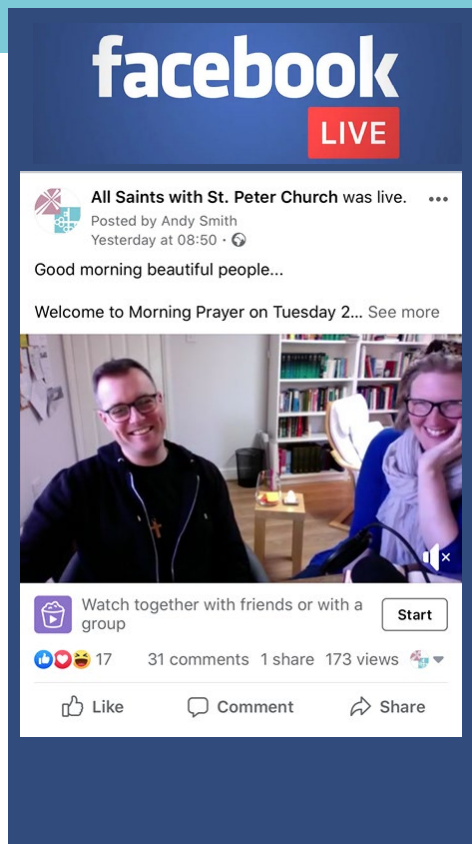 facebook
LIVE
All Saints with St. Peter Church was live.
Posted by Andy Smith
Yesterday at 08:50 ·
Good morning beautiful people...
Welcome to Morning Prayer on Tuesday 2... See more
Watch together with friends or with a
group
Start
17
31 comments 1 share 173 views
Like
Comment
Share